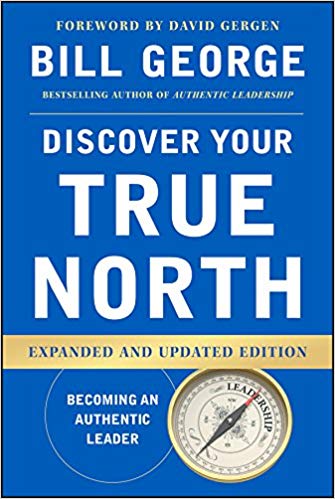 FOREWORD BY DAVID GERGEN
BILL GEORGE
BESTSELLING AUTHOR OF AUTHENTIC LEADERSHIP
DISCOVER YOUR
TRUE
NORTH
EXPANDED AND UPDATED EDITION
BECOMING AN
AUTHENTIC
LEADER
LEADERSHIP